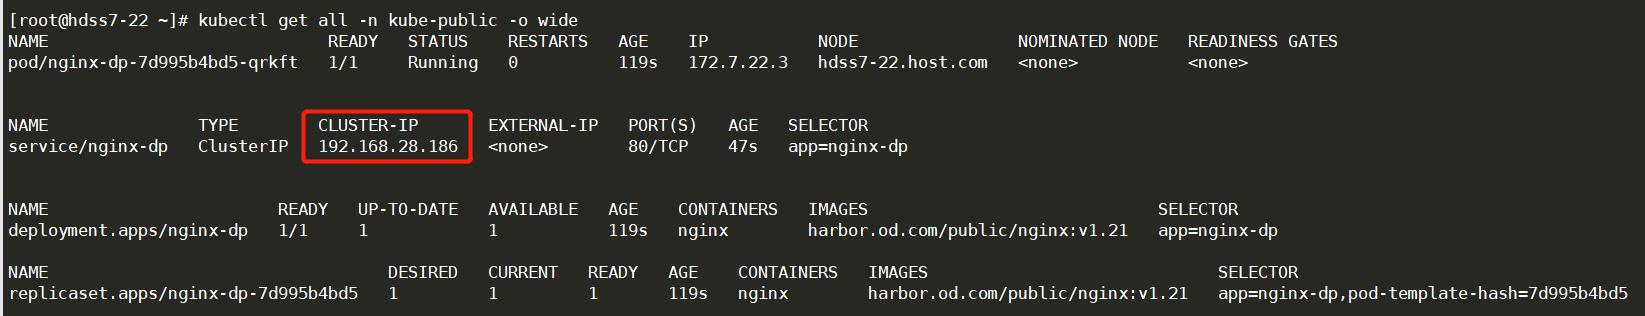 [root@hdss7-22 ~]# kubectl get all -n kube-public -o wide
NAME                            READY   STATUS    RESTARTS   AGE    IP           NODE                NOMINATED NODE   READINESS GATES
pod/nginx-dp-7d995b4bd5-qrkft   1/1     Running   0          119s   172.7.22.3   hdss7-22.host.com   <none>           <none>
NAME               TYPE        CLUSTER-IP       EXTERNAL-IP   PORT(S)   AGE   SELECTOR
service/nginx-dp   ClusterIP   192.168.28.186   <none>        80/TCP    47s   app=nginx-dp
NAME                       READY   UP-TO-DATE   AVAILABLE   AGE    CONTAINERS   IMAGES                           SELECTOR
deployment.apps/nginx-dp   1/1     1            1           119s   nginx        harbor.od.com/public/nginx:v1.21   app=nginx-dp
NAME                                  DESIRED   CURRENT   READY   AGE    CONTAINERS   IMAGES                             SELECTOR
replicaset.apps/nginx-dp-7d995b4bd5   1         1         1       119s   nginx        harbor.od.com/public/nginx:v1.21   app=nginx-dp,pod-template-hash=7d995b4bd5